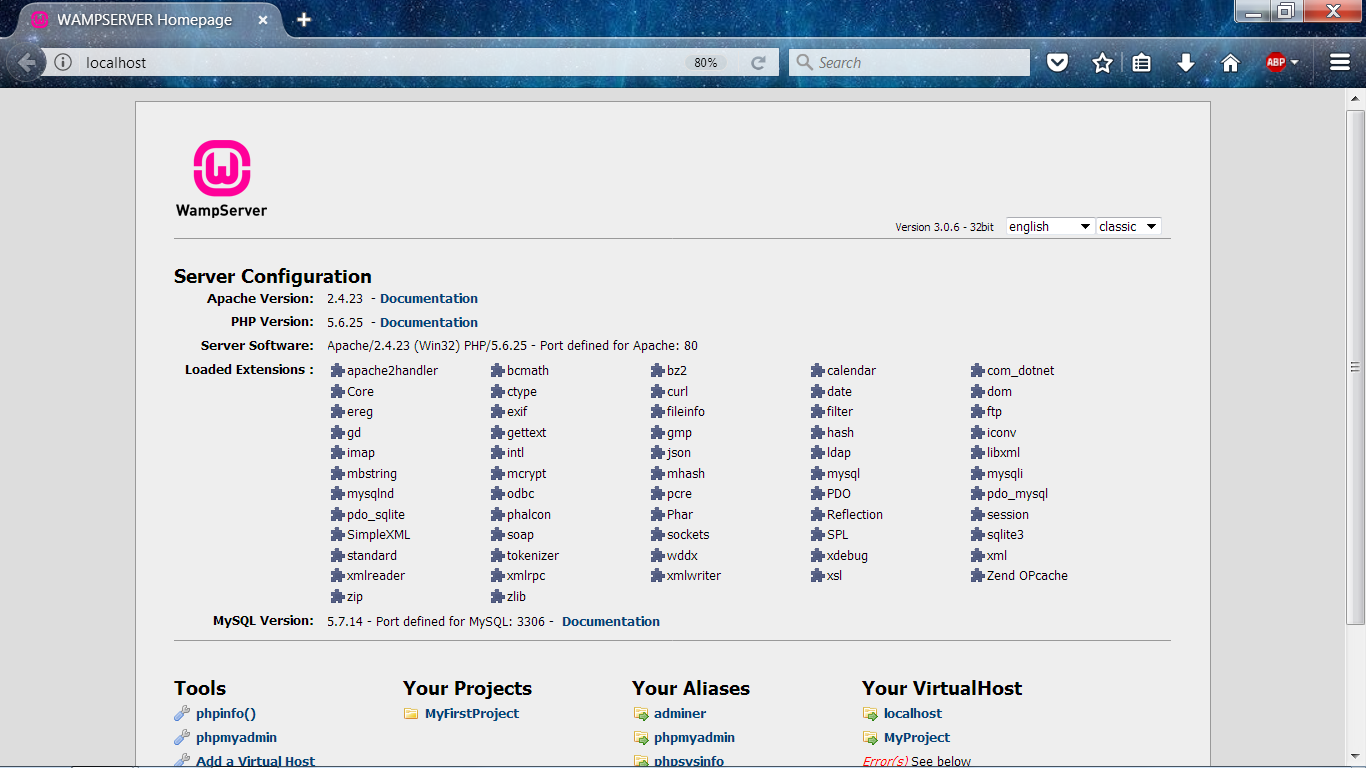 WAMPSERVER Homepage
localhost 80% Search ABP
W
WampServer
Version 3.0.6 - 32bit english classic
Server Configuration
Apache Version: 2.4.23 - Documentation
PHP Version: 5.6.25 - Documentation
Server Software: Apache/2.4.23 (Win32) PHP/5.6.25 - Port defined for Apache: 80
Loaded Extensions : apache2handler bcmath bz2 calendar com_dotnet
Core ctype curl date dom
ereg exif fileinfo filter ftp
gd gettext gmp hash iconv
imap intl json ldap libxml
mbstring mcrypt mhash mysql mysqli
mysqlnd odbc pcre PDO pdo_mysql
pdo_sqlite phalcon Phar Reflection session
SimpleXML soap sockets SPL sqlite3
standard tokenizer wddx xdebug xml
xmlreader xmlrpc xmlwriter xsl Zend OPcache
zip zlib
MySQL Version: 5.7.14 - Port defined for MySQL: 3306 - Documentation
Tools Your Projects Your Aliases Your VirtualHost
phpinfo() MyFirstProject adminer localhost
phpmyadmin phpmyadmin MyProject
Add a Virtual Host phpsysinfo Error(s) See below